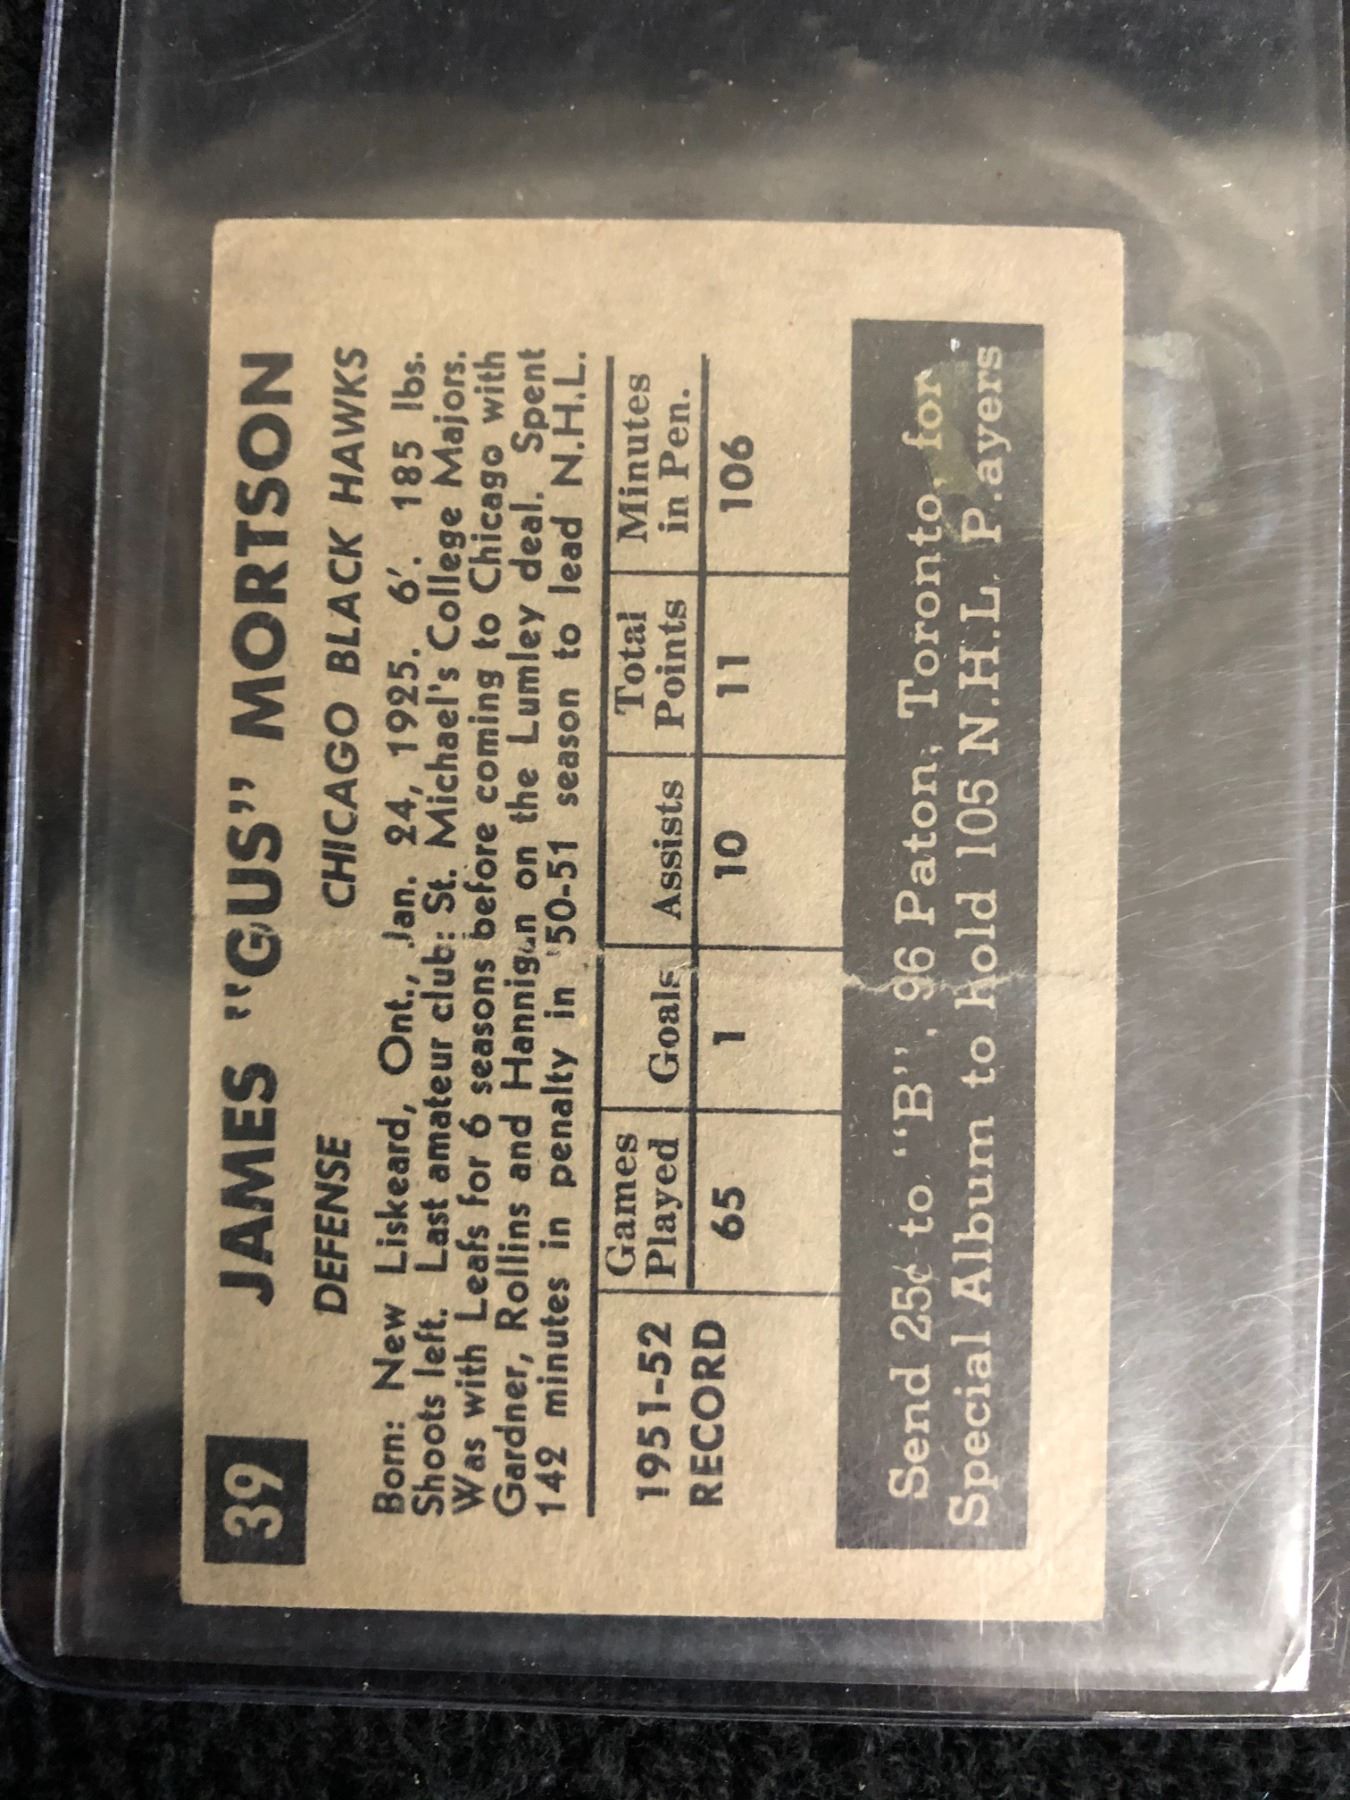 39
JAMES "GUS" MORTSON
DEFENSE CHICAGO BLACK HAWKS
Born: New Liskeard, Ont., Jan. 24, 1925. 6'. 185 lbs.
Shoots left. Last amateur club: St. Michael's College Majors.
Was with Leafs for 6 seasons before coming to Chicago with
Gardner, Rollins and Hannigan on the Lumley deal. Spent
142 minutes in penalty in '50-51 season to lead N.H.L.
1951-52 RECORD
Games Played Goals Assists Total Points Minutes in Pen.
65 1 10 11 106
Send 25¢ to "B", 96 Paton, Toronto, for
Special Album to hold 105 N.H.L. P.ayers